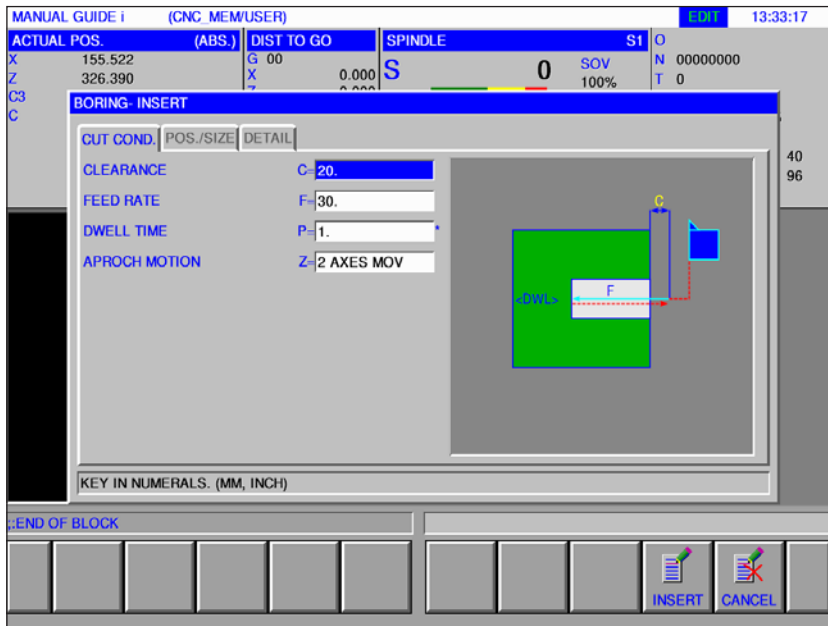 MANUAL GUIDE i (CNC_MEM/USER) EDIT 13:33:17
ACTUAL POS. (ABS.) DIST TO GO SPINDLE S1 O
X 155.522 G 00 S 0 SOV N 00000000
Z 326.390 X 0.000 100% T 0
C3
C
BORING- INSERT
CUT COND. POS./SIZE DETAIL
40
CLEARANCE C= 20.
96
FEED RATE F= 30.
C
DWELL TIME P= 1. *
APROCH MOTION Z= 2 AXES MOV
<DWL> F
KEY IN NUMERALS. (MM, INCH)
;:END OF BLOCK
INSERT CANCEL